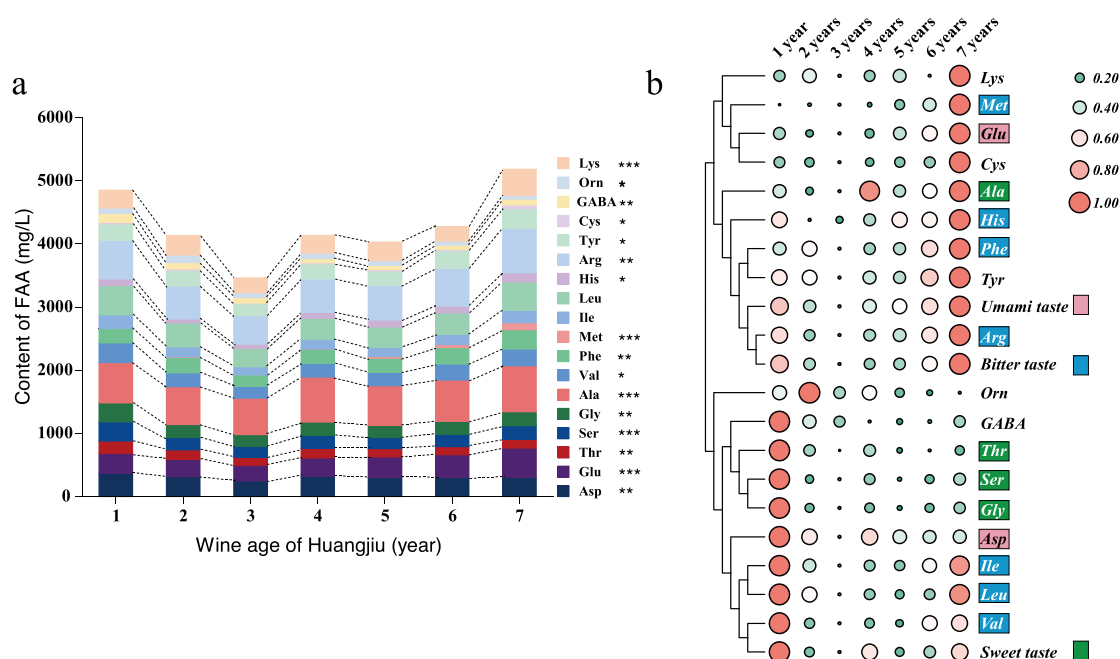 a
Content of FAA (mg/L)
6000
5000
4000
3000
2000
1000
0
1 2 3 4 5 6 7
Wine age of Huangjiu (year)
Lys ***
Orn *
GABA **
Cys *
Tyr *
Arg **
His *
Leu
Ile
Met ***
Phe **
Val *
Ala ***
Gly **
Ser ***
Thr **
Glu ***
Asp **
b
1 year 2 years 3 years 4 years 5 years 6 years 7 years
Lys
Met
Glu
Cys
Ala
His
Phe
Tyr
Umami taste
Arg
Bitter taste
Orn
GABA
Thr
Ser
Gly
Asp
Ile
Leu
Val
Sweet taste
0.20
0.40
0.60
0.80
1.00